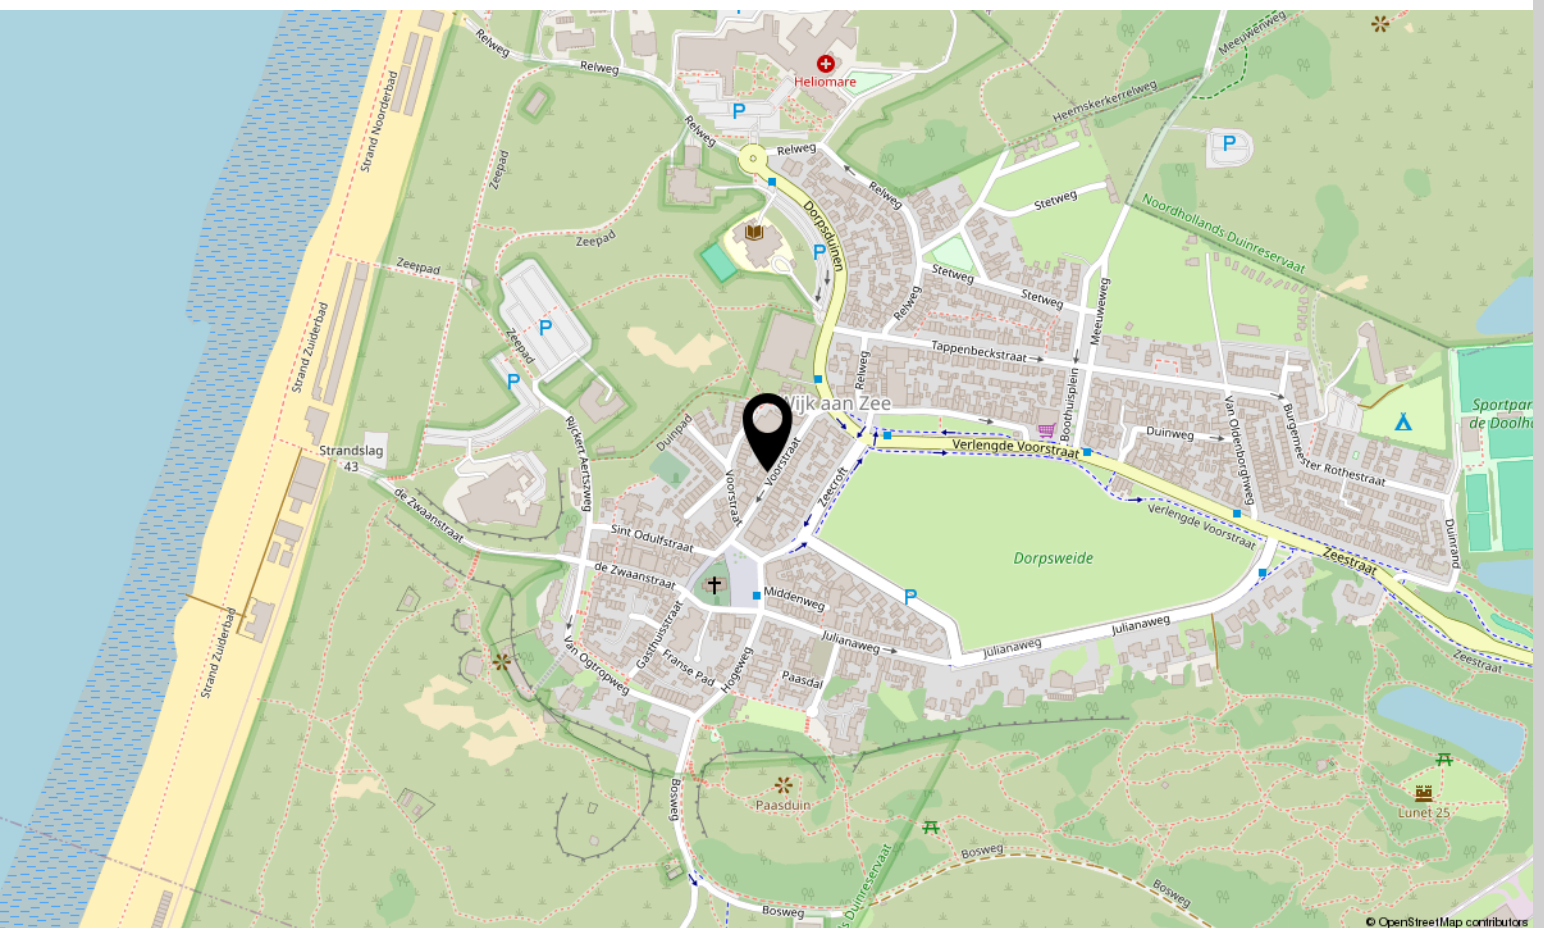 Relweg
Relweg
Heliomare
Meeuwenweg
Heemskerkerrelweg
P
P
Strand Noorderbad
Relweg
Relweg
Zeepad
Relweg
Stetweg
Noordhollands Duinreservaat
Dorpsduinen
Zeepad
P
Zeepad
Stetweg
Stetweg
Relweg
Meeuweweg
Strand Zuiderbad
P
Zeepad
Tappenbeckstraat
Relweg
P
Wijk aan Zee
Boothuisplein
Van Oldenborghweg
Burgemeester Rothestraat
Sportpar
de Doolh
Duinpad
Rijckert Aertszweg
Duinweg
Verlengde Voorstraat
Strandslag
43
Voorstraat
Voorstraat
Zeecroft
de Zwaanstraat
Verlengde Voorstraat
Duinrand
Sint Odulfstraat
Zeestraat
Dorpsweide
de Zwaanstraat
Middenweg
P
Strand Zuiderbad
Gasthuisstraat
Julianaweg
Julianaweg
Julianaweg
Van Ogtropweg
Franse Pad
Hogeweg
Paasdal
Zeestraat
Bosweg
Paasduin
Lunet 25
Bosweg
Bosweg
Bosweg
s Duinreservaat
© OpenStreetMap contributors